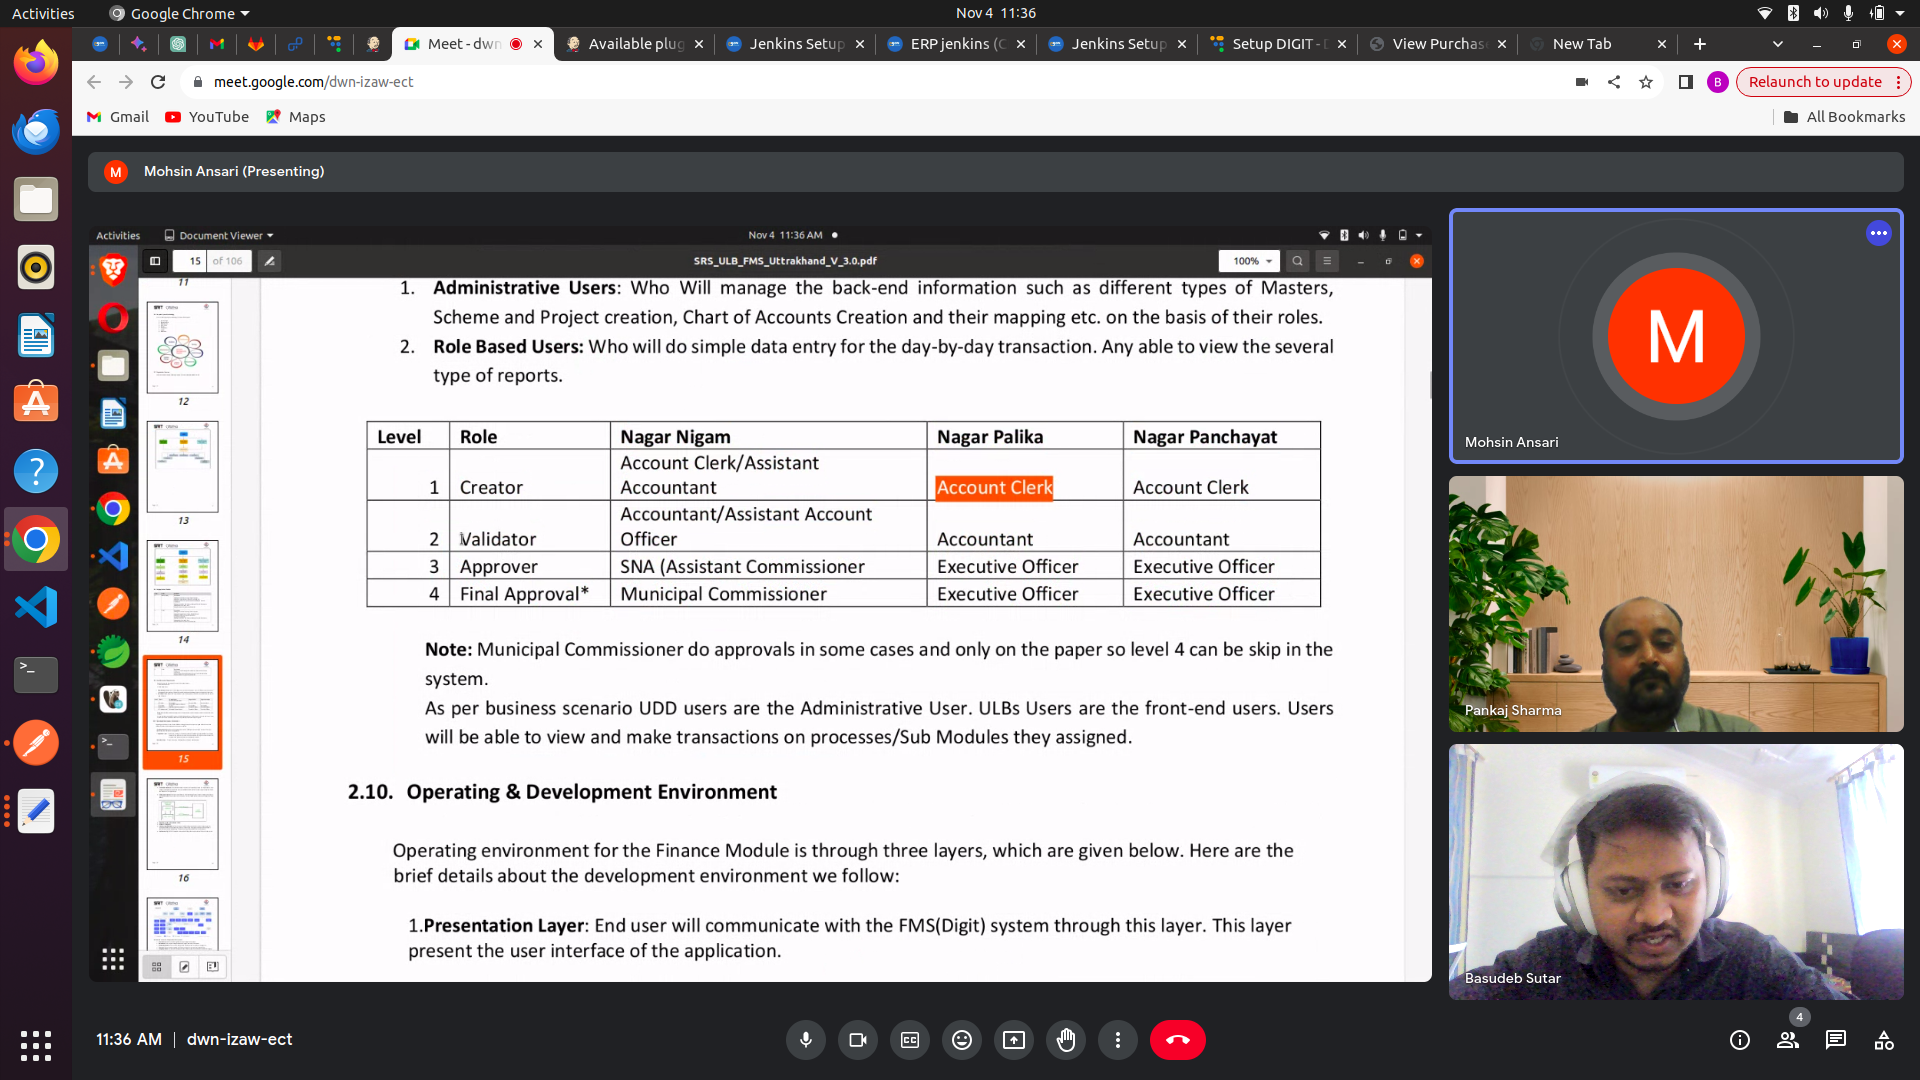 Activities
Google Chrome
Nov 4 11:36
Meet - dwn
Available plug
Jenkins Setup
ERP jenkins (C
Jenkins Setup
Setup DIGIT - D
View Purchas
New Tab
meet.google.com/dwn-izaw-ect
B
Relaunch to update
Gmail
YouTube
Maps
All Bookmarks
M
Mohsin Ansari (Presenting)
Activities
Document Viewer
Nov 4 11:36 AM
15 of 106
SRS_ULB_FMS_Uttrakhand_V_3.0.pdf
100%
11
12
13
14
15
16
1. Administrative Users: Who Will manage the back-end information such as different types of Masters,
Scheme and Project creation, Chart of Accounts Creation and their mapping etc. on the basis of their roles.
2. Role Based Users: Who will do simple data entry for the day-by-day transaction. Any able to view the several
type of reports.
Level Role Nagar Nigam Nagar Palika Nagar Panchayat
1 Creator Account Clerk/Assistant Accountant Account Clerk Account Clerk
2 Validator Accountant/Assistant Account Officer Accountant Accountant
3 Approver SNA (Assistant Commissioner Executive Officer Executive Officer
4 Final Approval* Municipal Commissioner Executive Officer Executive Officer
Note: Municipal Commissioner do approvals in some cases and only on the paper so level 4 can be skip in the
system.
As per business scenario UDD users are the Administrative User. ULBs Users are the front-end users. Users
will be able to view and make transactions on processes/Sub Modules they assigned.
2.10. Operating & Development Environment
Operating environment for the Finance Module is through three layers, which are given below. Here are the
brief details about the development environment we follow:
1.Presentation Layer: End user will communicate with the FMS(Digit) system through this layer. This layer
present the user interface of the application.
M
Mohsin Ansari
Pankaj Sharma
Basudeb Sutar
11:36 AM | dwn-izaw-ect
4